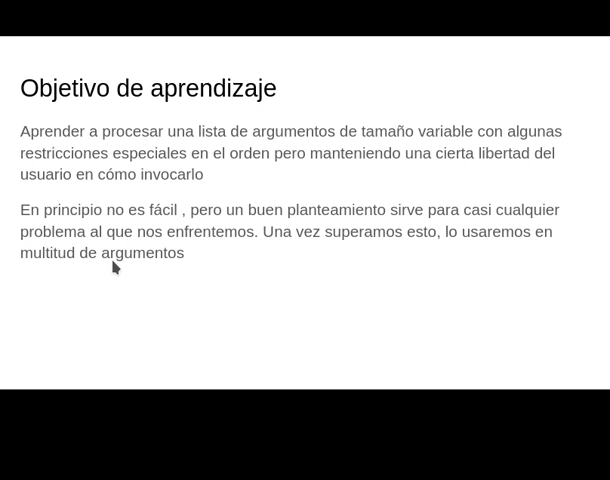 Objetivo de aprendizaje
Aprender a procesar una lista de argumentos de tamaño variable con algunas
restricciones especiales en el orden pero manteniendo una cierta libertad del
usuario en cómo invocarlo
En principio no es fácil , pero un buen planteamiento sirve para casi cualquier
problema al que nos enfrentemos. Una vez superamos esto, lo usaremos en
multitud de argumentos